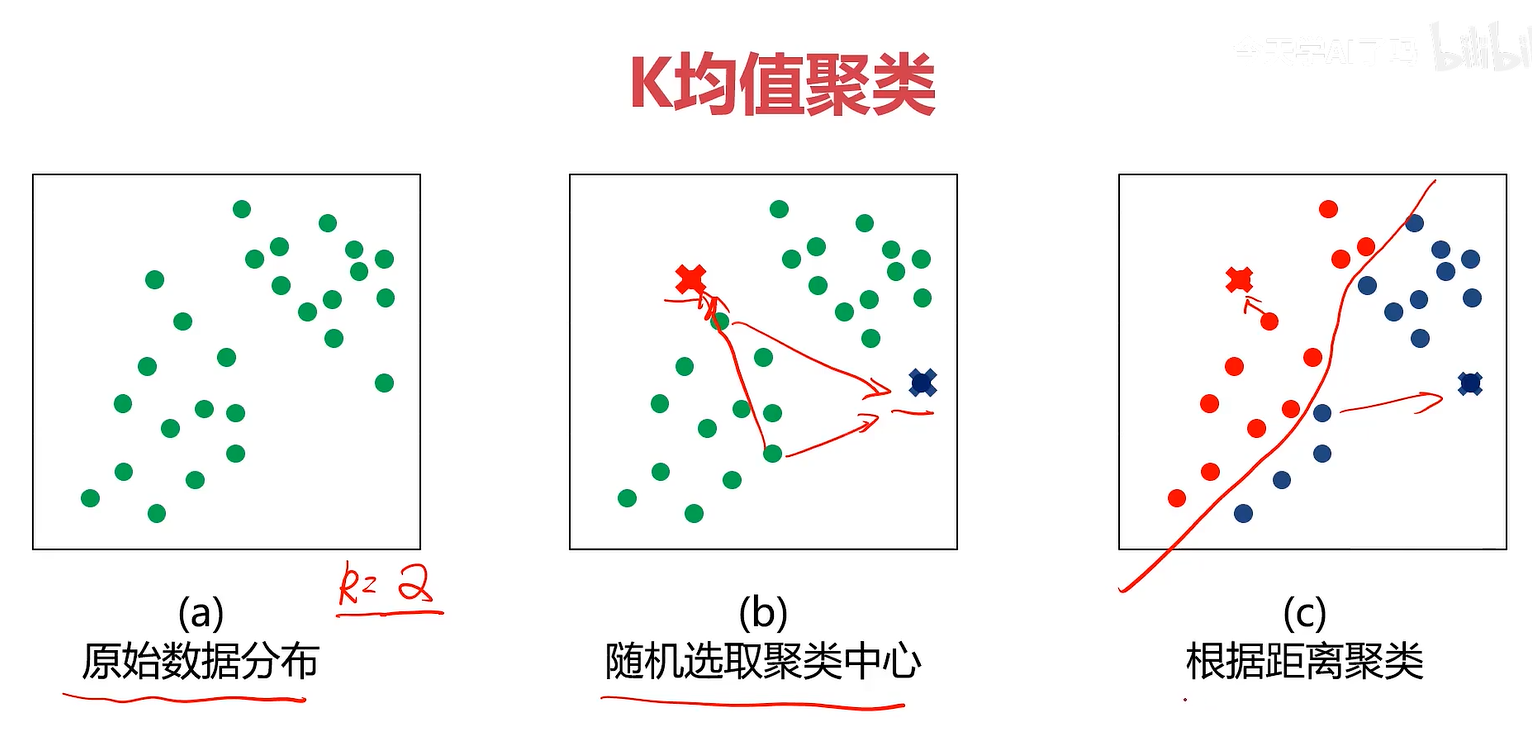 K均值聚类
bilibili
k=2
(a)
(b)
(c)
原始数据分布
随机选取聚类中心
根据距离聚类